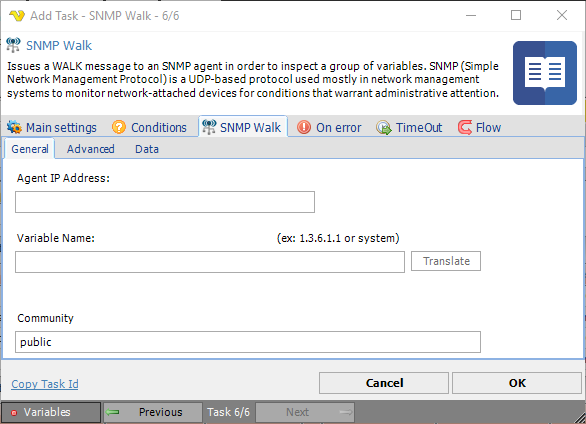 Add Task - SNMP Walk - 6/6
SNMP Walk
Issues a WALK message to an SNMP agent in order to inspect a group of variables. SNMP (Simple
Network Management Protocol) is a UDP-based protocol used mostly in network management
systems to monitor network-attached devices for conditions that warrant administrative attention.
Main settings Conditions SNMP Walk On error TimeOut Flow
General Advanced Data
Agent IP Address:
Variable Name: (ex: 1.3.6.1.1 or system)
Translate
Community
public
Copy Task Id Cancel OK
Variables Previous Task 6/6 Next